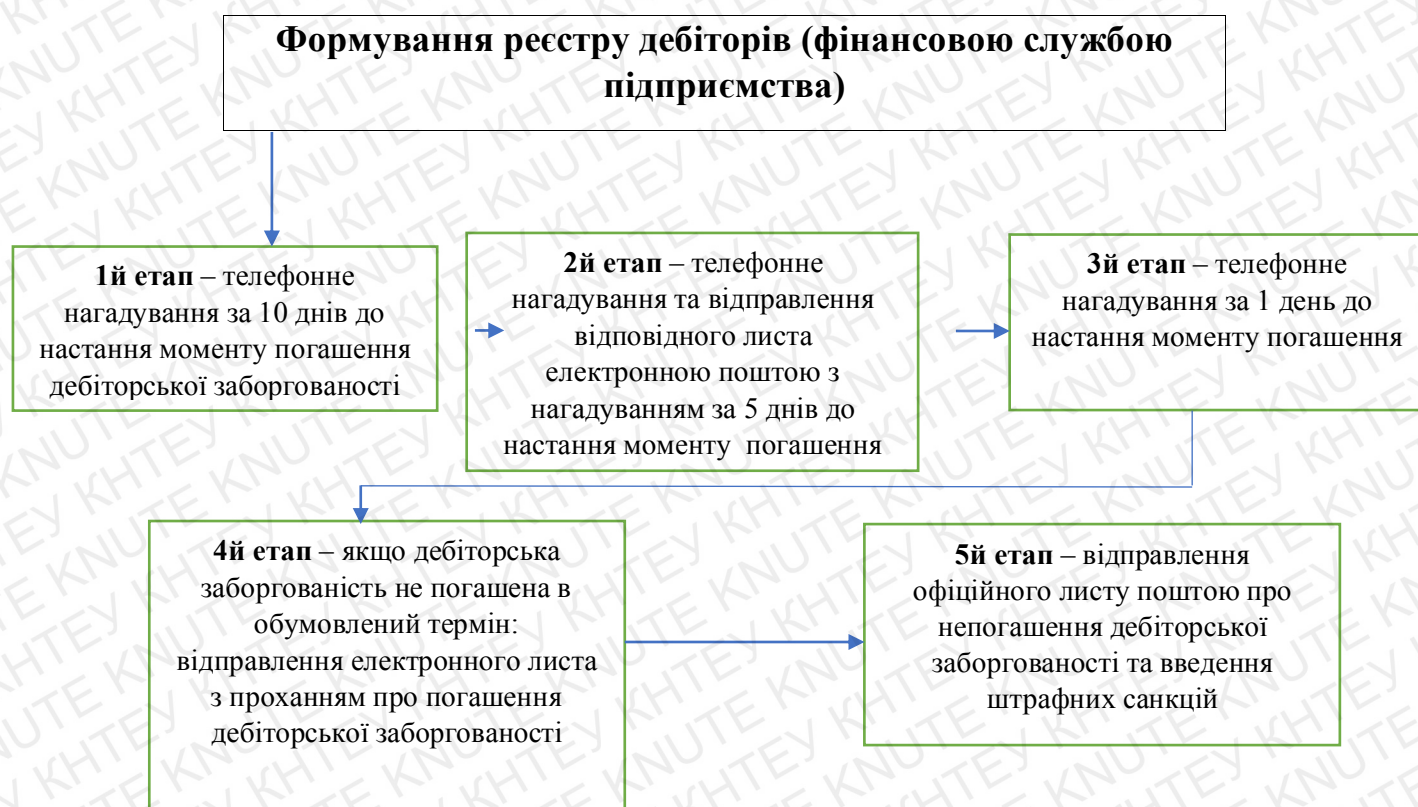 Формування реєстру дебіторів (фінансовою службою
підприємства)
1й етап – телефонне
нагадування за 10 днів до
настання моменту погашення
дебіторської заборгованості
2й етап – телефонне
нагадування та відправлення
відповідного листа
електронною поштою з
нагадуванням за 5 днів до
настання моменту погашення
3й етап – телефонне
нагадування за 1 день до
настання моменту погашення
4й етап – якщо дебіторська
заборгованість не погашена в
обумовлений термін:
відправлення електронного листа
з проханням про погашення
дебіторської заборгованості
5й етап – відправлення
офіційного листу поштою про
непогашення дебіторської
заборгованості та введення
штрафних санкцій